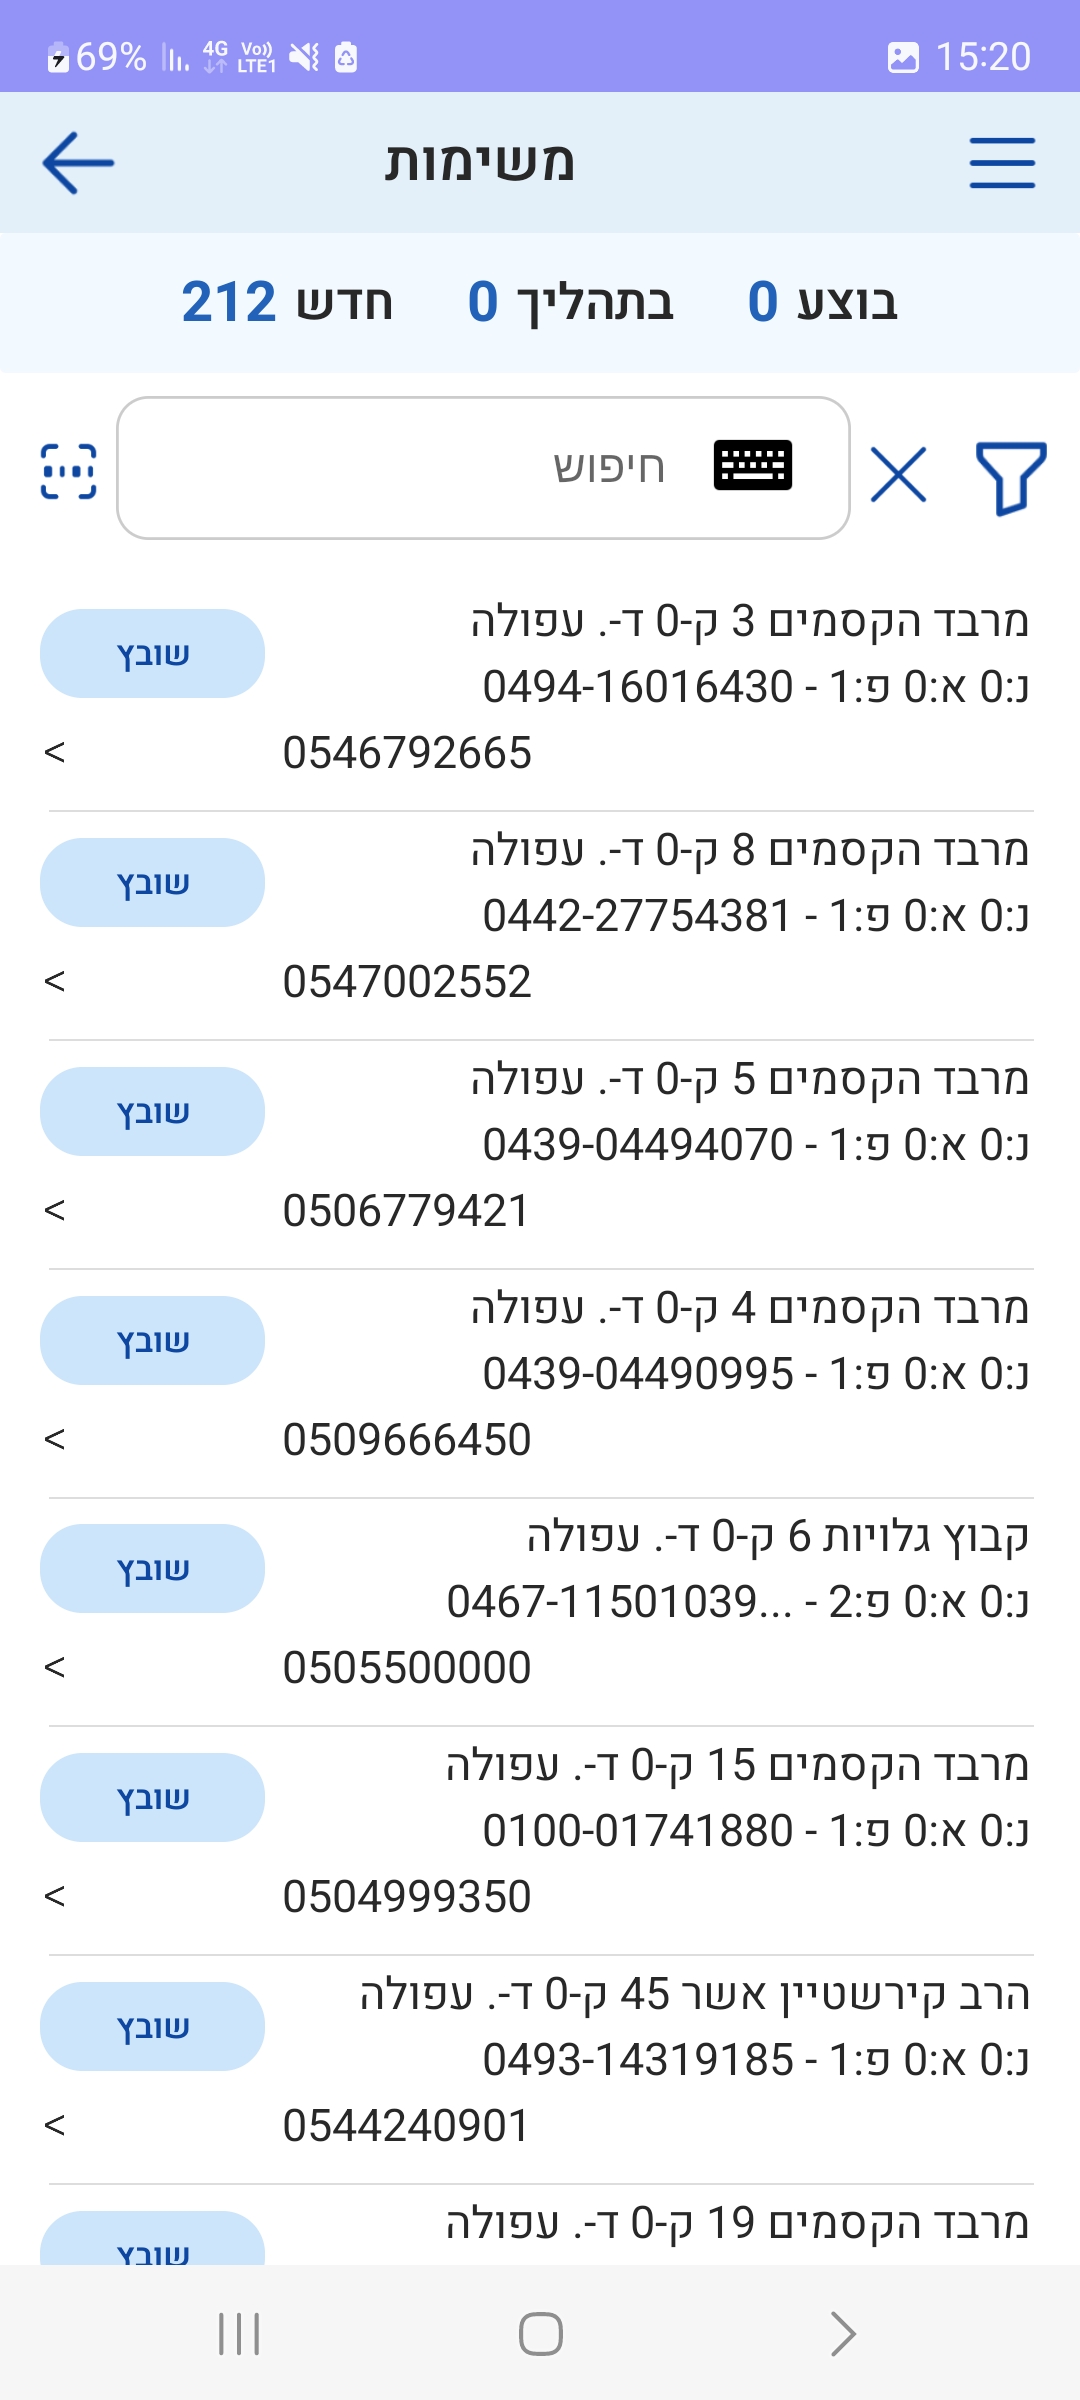 69% 4G Vo)) LTE1 15:20
משימות
בוצע 0 בתהליך 0 חדש 212
חיפוש
מרבד הקסמים 3 ק-0 ד-. עפולה
שובץ
נ:0 א:0 פ:1 - 0494-16016430
0546792665
<
מרבד הקסמים 8 ק-0 ד-. עפולה
שובץ
נ:0 א:0 פ:1 - 0442-27754381
0547002552
<
מרבד הקסמים 5 ק-0 ד-. עפולה
שובץ
נ:0 א:0 פ:1 - 0439-04494070
0506779421
<
מרבד הקסמים 4 ק-0 ד-. עפולה
שובץ
נ:0 א:0 פ:1 - 0439-04490995
0509666450
<
קבוץ גלויות 6 ק-0 ד-. עפולה
שובץ
נ:0 א:0 פ:2 - 0467-11501039...
0505500000
<
מרבד הקסמים 15 ק-0 ד-. עפולה
שובץ
נ:0 א:0 פ:1 - 0100-01741880
0504999350
<
הרב קירשטיין אשר 45 ק-0 ד-. עפולה
שובץ
נ:0 א:0 פ:1 - 0493-14319185
0544240901
<
מרבד הקסמים 19 ק-0 ד-. עפולה
שובץ